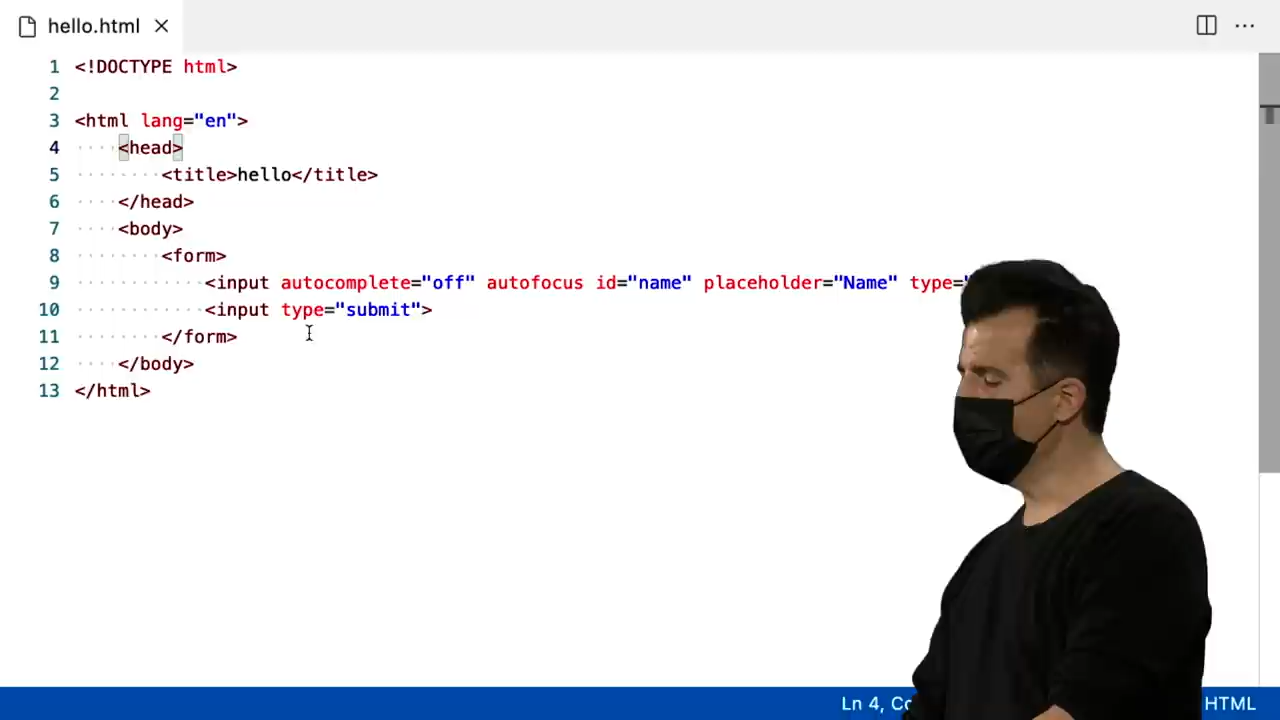 hello.html
1 <!DOCTYPE html>
2
3 <html lang="en">
4 <head>
5 <title>hello</title>
6 </head>
7 <body>
8 <form>
9 <input autocomplete="off" autofocus id="name" placeholder="Name" type="
10 <input type="submit">
11 </form>
12 </body>
13 </html>
Ln 4, HTML